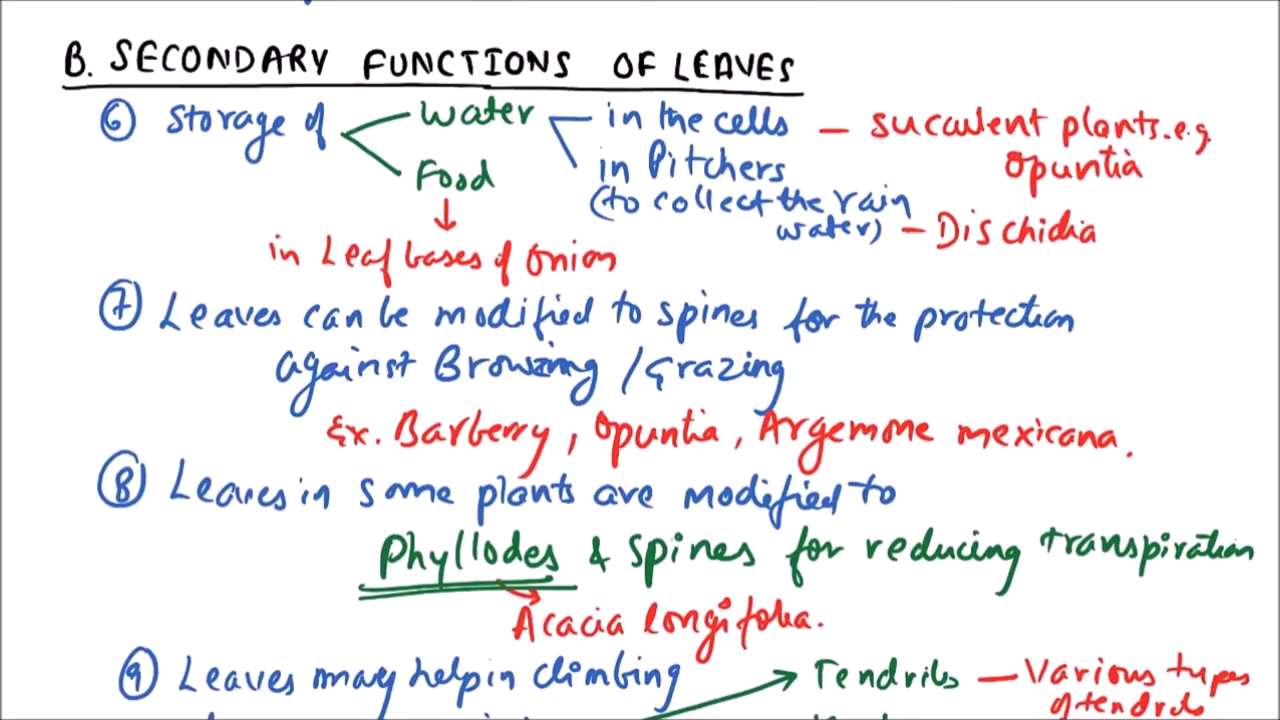 B. SECONDARY FUNCTIONS OF LEAVES
⑥ Storage of Water in the cells – succulent plants. e.g.
Opuntia
Food in Pitchers
(to collect the rain
water) – Dischidia
in Leaf bases of Onion
⑦ Leaves can be modified to spines for the protection
against Browzing / Grazing
Ex. Barberry, Opuntia, Argemone mexicana.
⑧ Leaves in some plants are modified to
Phyllodes & Spines for reducing transpiration
Acacia longifolia.
⑨ Leaves may help in climbing Tendrils – Various types
of tendrils